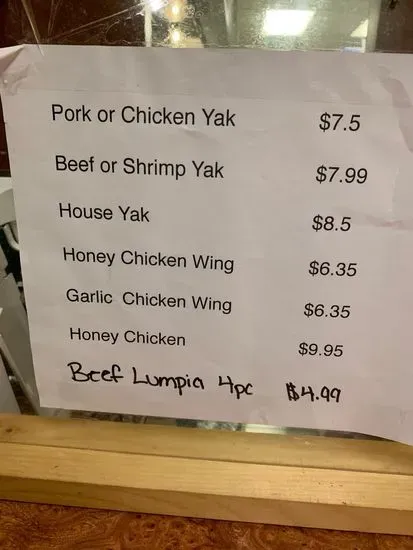 Pork or Chicken Yak $7.5
Beef or Shrimp Yak $7.99
House Yak $8.5
Honey Chicken Wing $6.35
Garlic Chicken Wing $6.35
Honey Chicken $9.95
Beef Lumpia 4pc $4.99